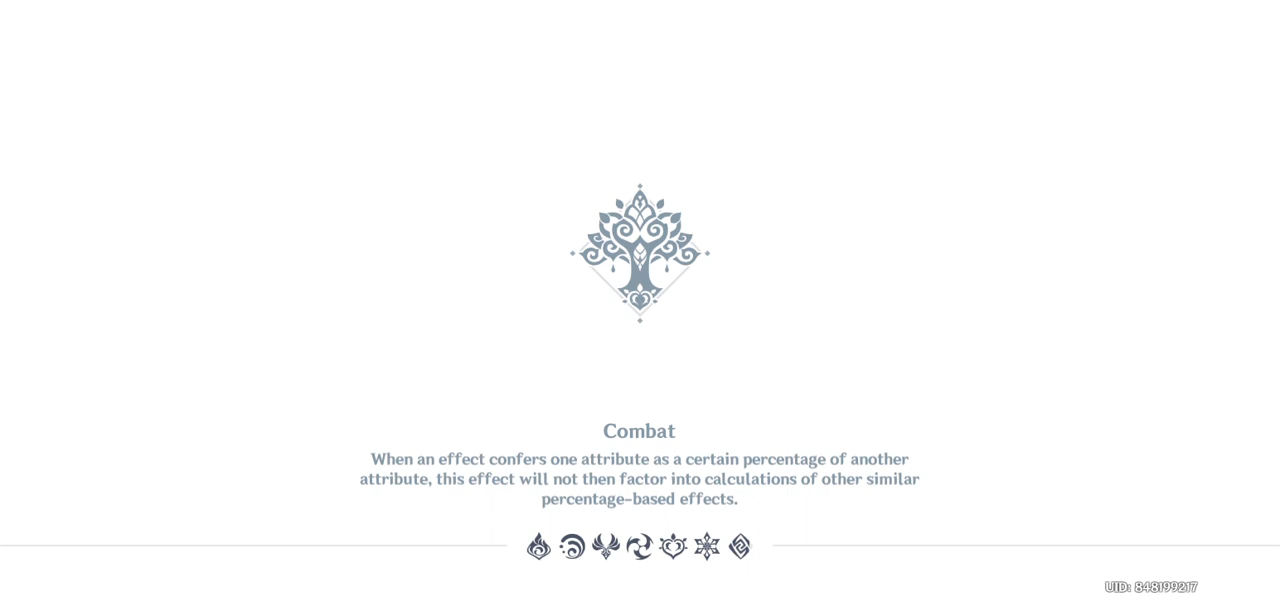 Combat
When an effect confers one attribute as a certain percentage of another
attribute, this effect will not then factor into calculations of other similar
percentage-based effects.
UID: 848199217